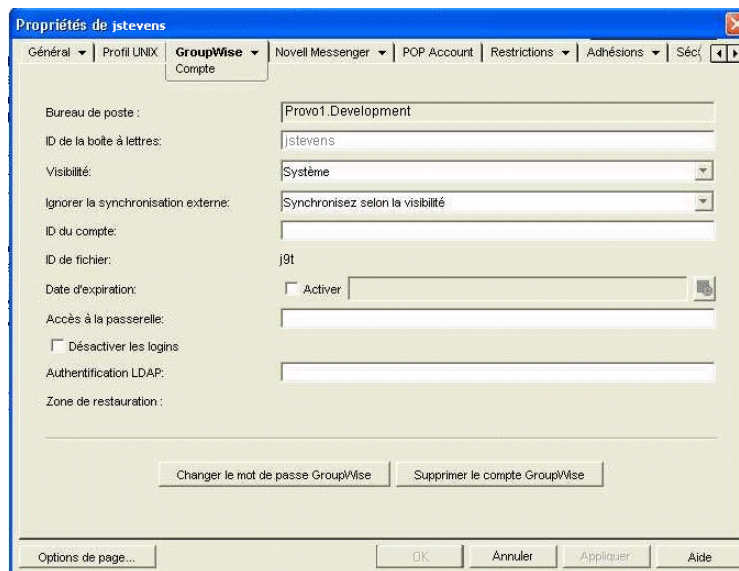 Propriétés de jstevens
Général Profil UNIX GroupWise Novell Messenger POP Account Restrictions Adhésions
Compte
Bureau de poste : Provo1.Development
ID de la boîte à lettres: jstevens
Visibilité: Système
Ignorer la synchronisation externe: Synchronisez selon la visibilité
ID du compte:
ID de fichier: j9t
Date d'expiration: Activer
Accès à la passerelle:
Désactiver les logins
Authentification LDAP:
Zone de restauration :
Changer le mot de passe GroupWise Supprimer le compte GroupWise
Options de page... OK Annuler Appliquer Aide